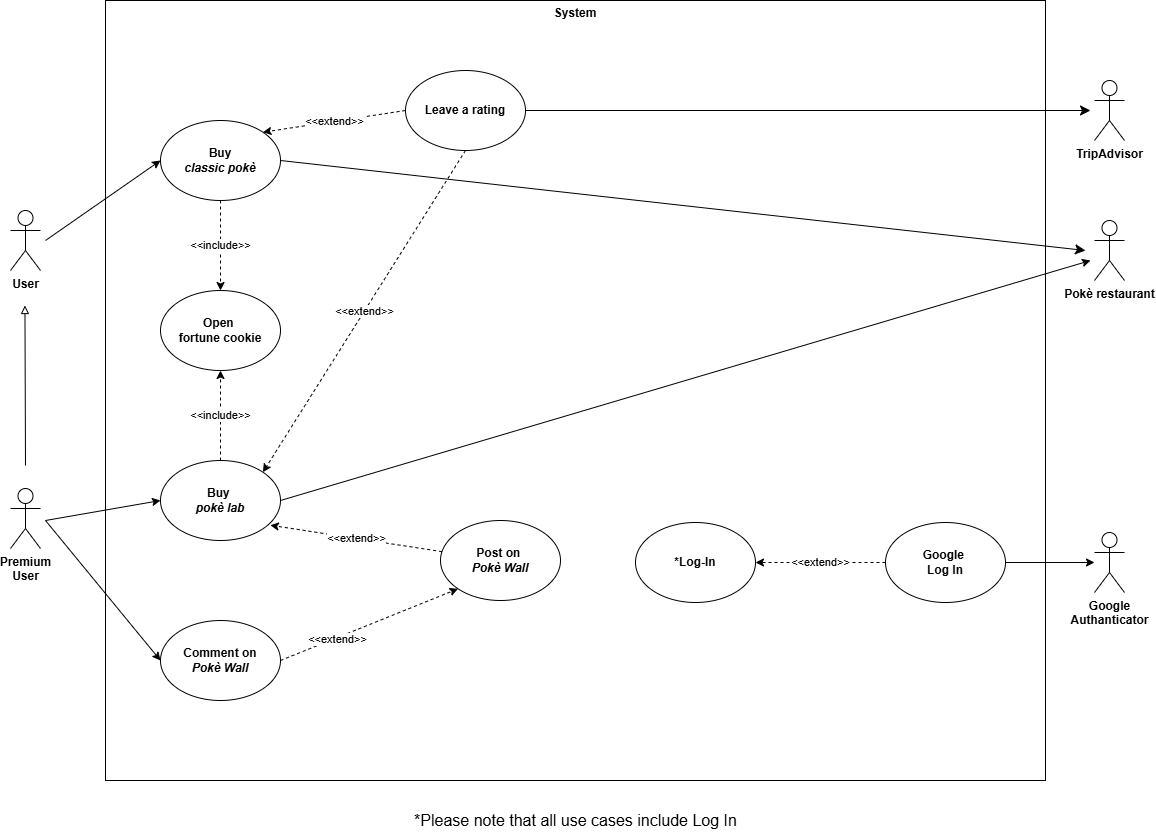 System
Leave a rating
<<extend>>
TripAdvisor
Buy
classic pokè
User
<<include>>
Pokè restaurant
<<extend>>
Open
fortune cookie
<<include>>
Buy
pokè lab
Premium
User
<<extend>>
Post on
Pokè Wall
*Log-In
<<extend>>
Google
Log In
Google
Authanticator
<<extend>>
Comment on
Pokè Wall
*Please note that all use cases include Log In